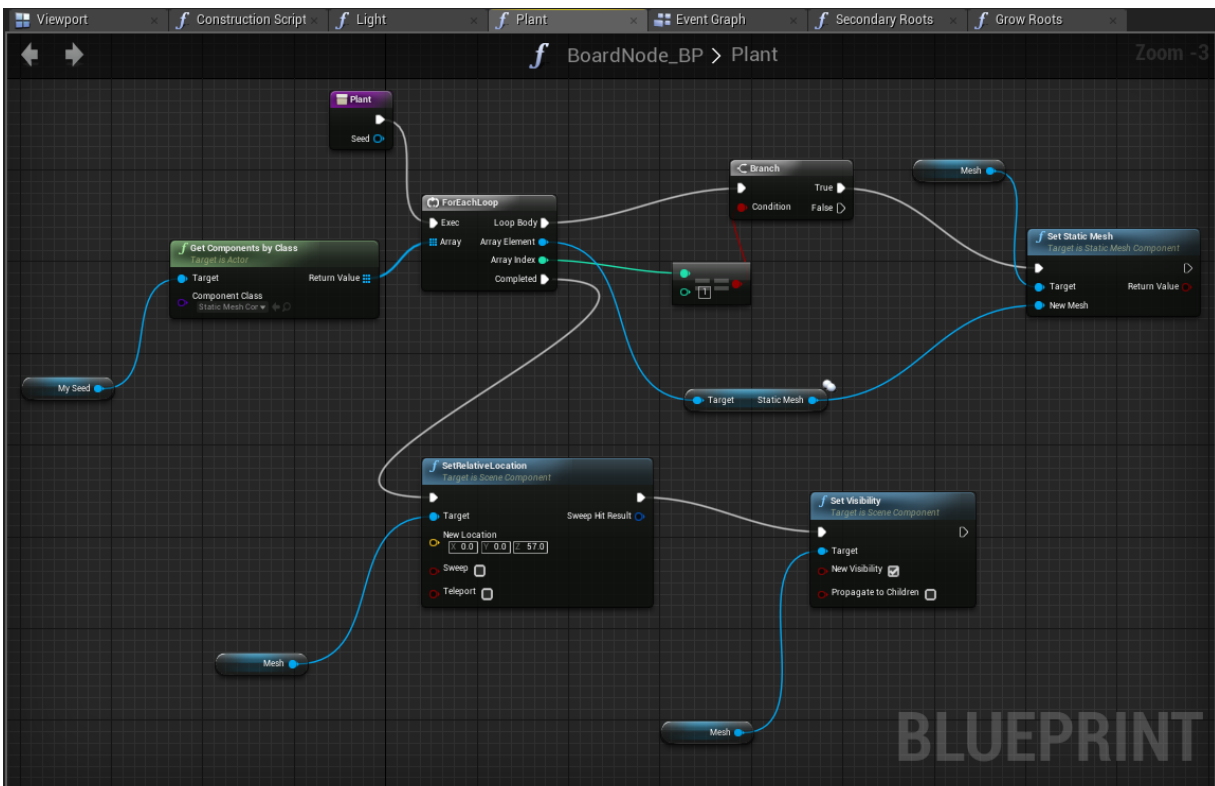 Viewport
Construction Script
Light
Plant
Event Graph
Secondary Roots
Grow Roots
BoardNode_BP > Plant
Zoom -3
Plant
Seed
Branch
True
Condition
False
Mesh
ForEachLoop
Exec
Loop Body
Array
Array Element
Array Index
Completed
Set Static Mesh
Target is Static Mesh Component
Target
Return Value
New Mesh
Get Components by Class
Target is Actor
Target
Return Value
Component Class
Static Mesh Cor
==
1
My Seed
Target
Static Mesh
SetRelativeLocation
Target is Scene Component
Target
Sweep Hit Result
New Location
X 0.0 Y 0.0 Z 57.0
Sweep
Teleport
Set Visibility
Target is Scene Component
Target
New Visibility
Propagate to Children
Mesh
Mesh
BLUEPRINT